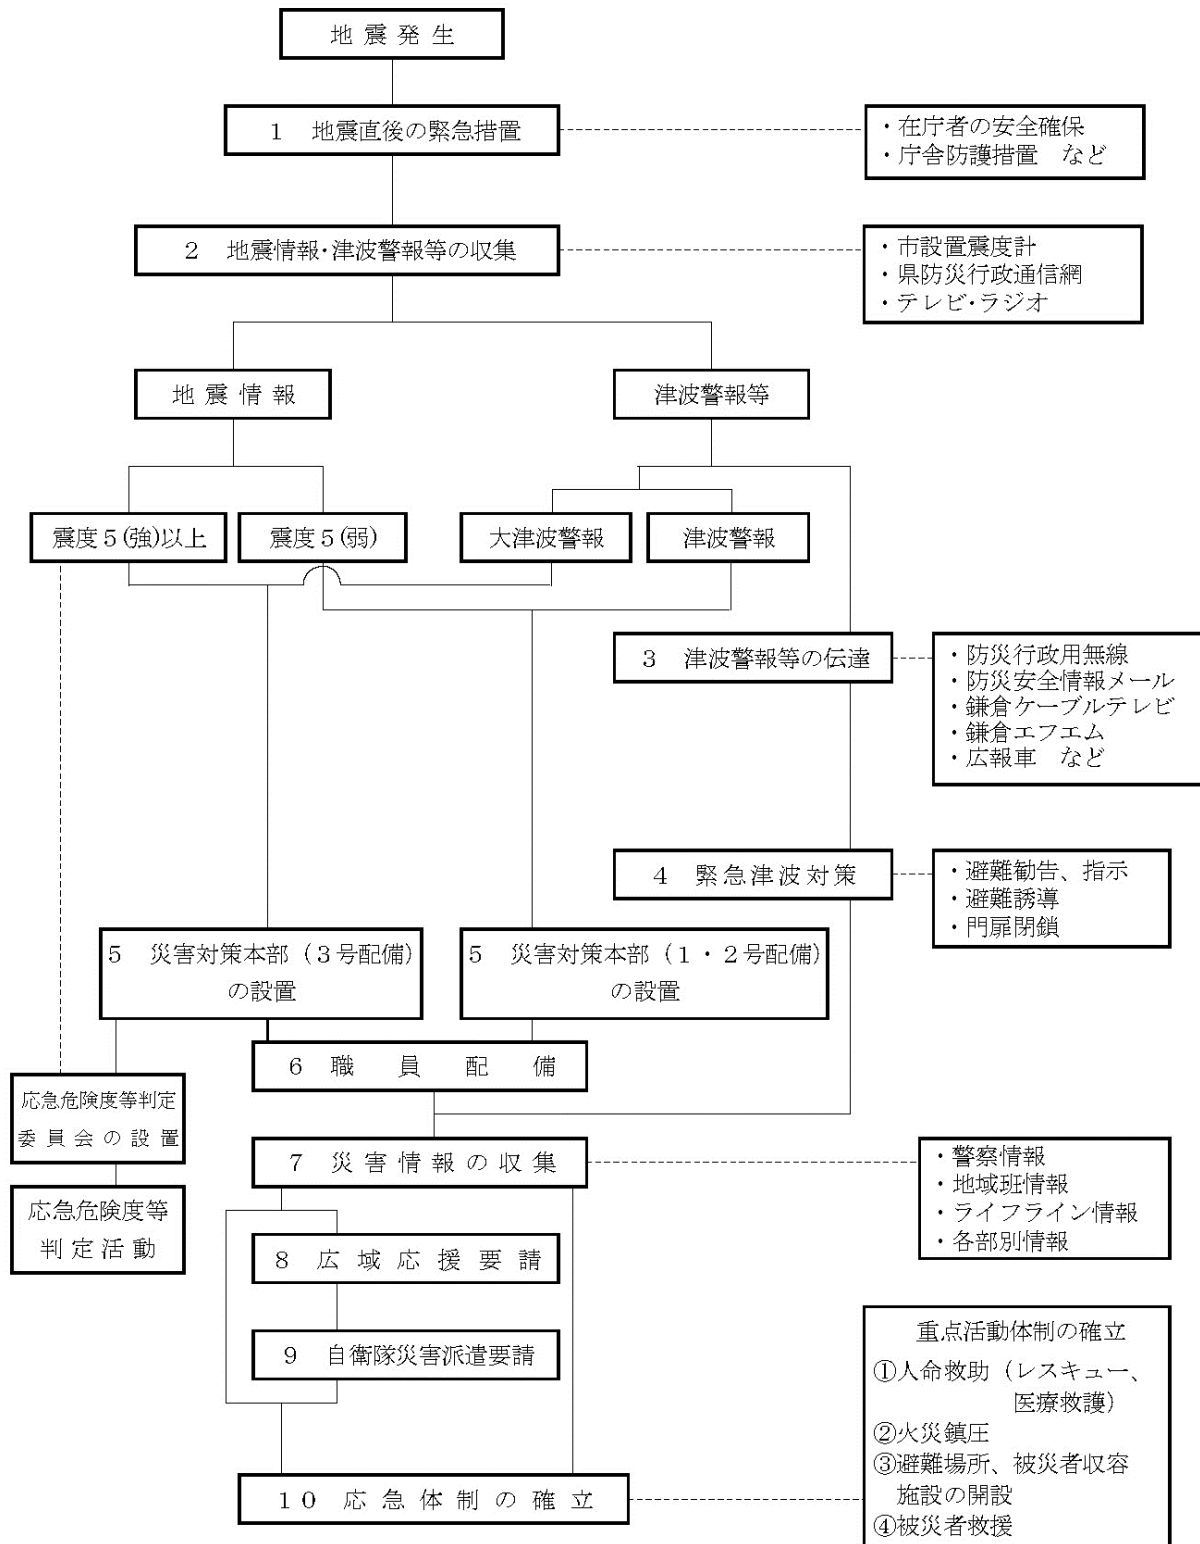 地震発生
1 地震直後の緊急措置
・在庁者の安全確保
・庁舎防護措置 など
2 地震情報・津波警報等の収集
・市設置震度計
・県防災行政通信網
・テレビ・ラジオ
地震情報
津波警報等
震度5(強)以上
震度5(弱)
大津波警報
津波警報
3 津波警報等の伝達
・防災行政用無線
・防災安全情報メール
・鎌倉ケーブルテレビ
・鎌倉エフエム
・広報車 など
4 緊急津波対策
・避難勧告、指示
・避難誘導
・門扉閉鎖
5 災害対策本部(3号配備)
の設置
5 災害対策本部(1・2号配備)
の設置
6 職員配備
応急危険度等判定
委員会の設置
7 災害情報の収集
・警察情報
・地域班情報
・ライフライン情報
・各部別情報
応急危険度等
判定活動
8 広域応援要請
9 自衛隊災害派遣要請
10 応急体制の確立
重点活動体制の確立
①人命救助(レスキュー、
医療救護)
②火災鎮圧
③避難場所、被災者収容
施設の開設
④被災者救援